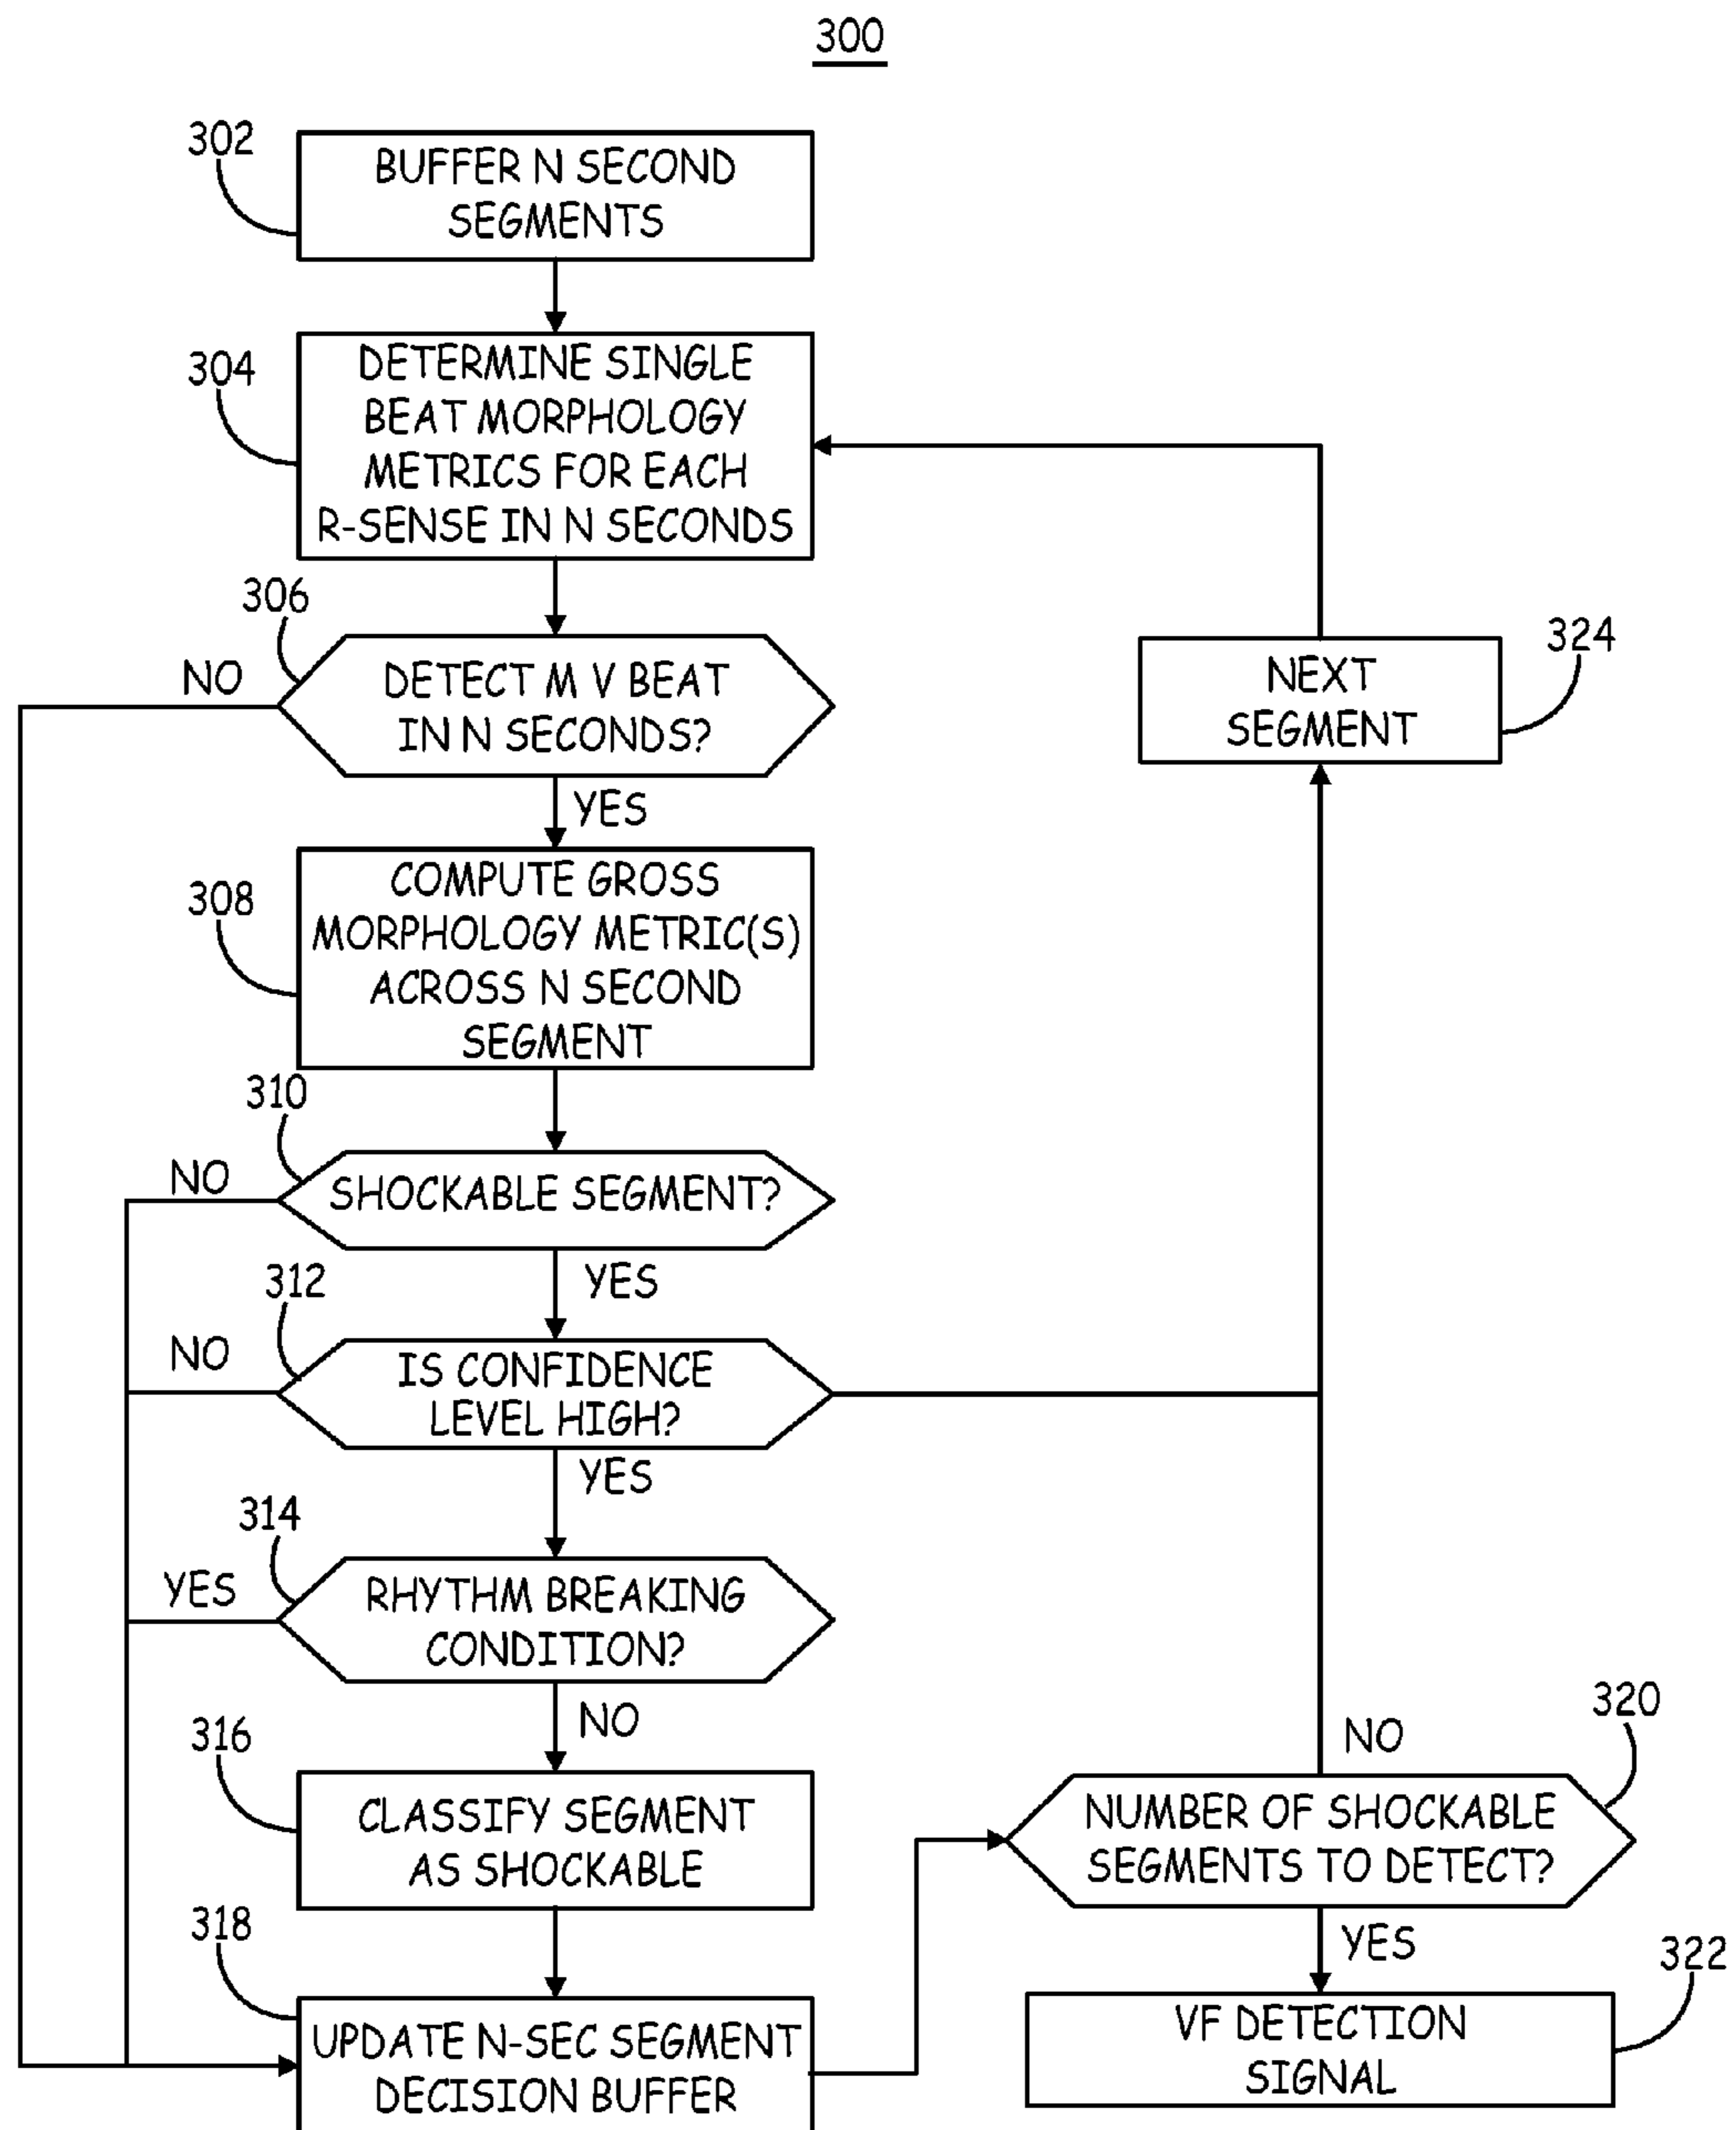 300
302
BUFFER N SECOND
SEGMENTS
304
DETERMINE SINGLE
BEAT MORPHOLOGY
METRICS FOR EACH
R-SENSE IN N SECONDS
306
NO
DETECT M V BEAT
IN N SECONDS?
324
NEXT
SEGMENT
YES
308
COMPUTE GROSS
MORPHOLOGY METRIC(S)
ACROSS N SECOND
SEGMENT
310
NO
SHOCKABLE SEGMENT?
YES
312
NO
IS CONFIDENCE
LEVEL HIGH?
YES
314
YES
RHYTHM BREAKING
CONDITION?
NO
316
CLASSIFY SEGMENT
AS SHOCKABLE
318
UPDATE N-SEC SEGMENT
DECISION BUFFER
320
NO
NUMBER OF SHOCKABLE
SEGMENTS TO DETECT?
YES
322
VF DETECTION
SIGNAL